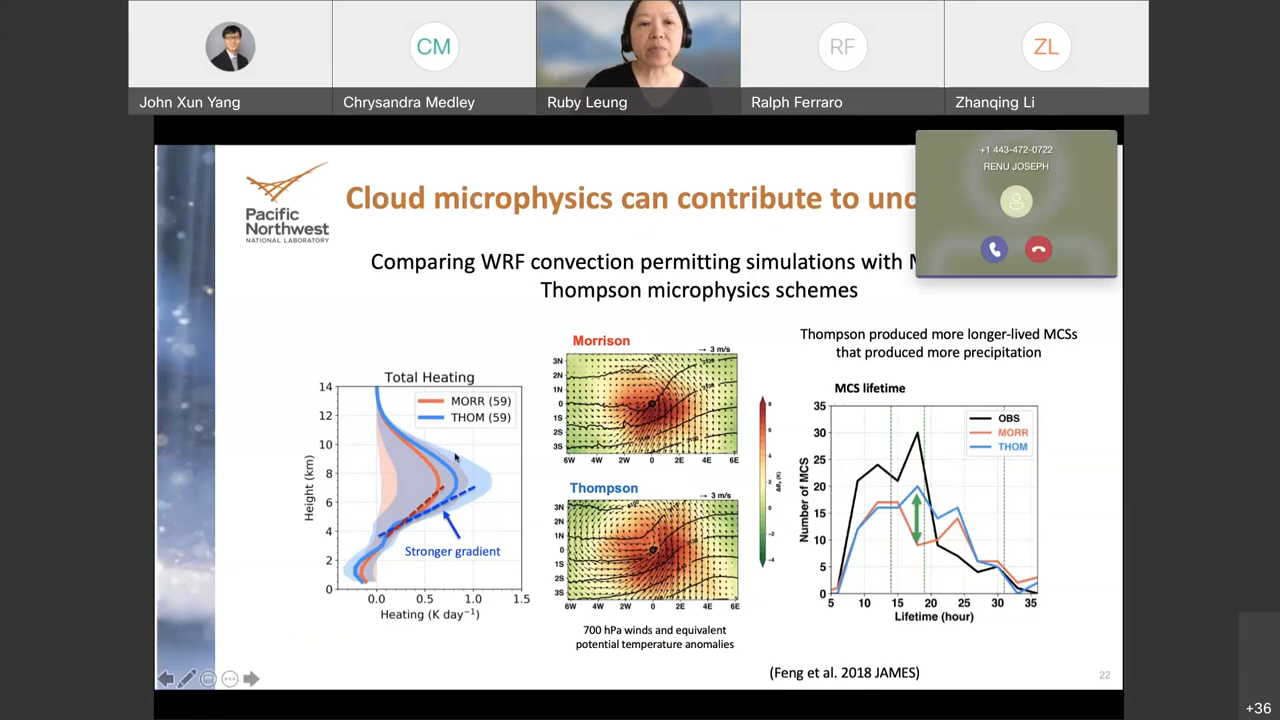 John Xun Yang
CM
Chrysandra Medley
Ruby Leung
RF
Ralph Ferraro
ZL
Zhanqing Li
+1 443-472-0722
RENU JOSEPH
Pacific
Northwest
NATIONAL LABORATORY
Cloud microphysics can contribute to
Comparing WRF convection permitting simulations with
Thompson microphysics schemes
Total Heating
MORR (59)
THOM (59)
14
12
10
8
6
4
2
0
Height (km)
Stronger gradient
0.0 0.5 1.0 1.5
Heating (K day⁻¹)
Morrison
→ 3 m/s
3N
2N
1N
0
1S
2S
3S
6W 4W 2W 0 2E 4E 6E
Thompson
→ 3 m/s
3N
2N
1N
0
1S
2S
3S
6W 4W 2W 0 2E 4E 6E
8
6
4
2
0
−2
−4
700 hPa winds and equivalent
potential temperature anomalies
Thompson produced more longer-lived MCSs
that produced more precipitation
MCS lifetime
OBS
MORR
THOM
35
30
25
20
15
10
5
0
Number of MCS
5 10 15 20 25 30 35
Lifetime (hour)
(Feng et al. 2018 JAMES)
22
+36